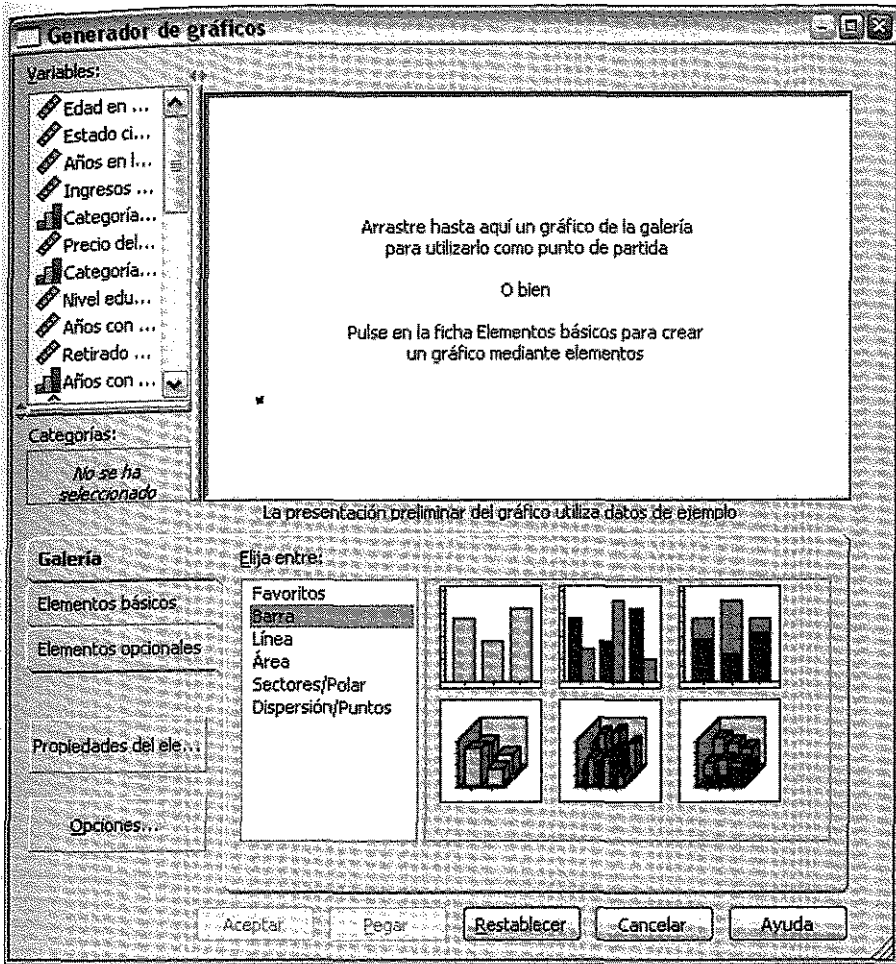 Generador de gráficos
Variables:
Edad en ...
Estado ci...
Años en l...
Ingresos ...
Categoría...
Precio del...
Categoría...
Nivel edu...
Años con ...
Retirado ...
Años con ...
Categorías:
No se ha
seleccionado
Arrastre hasta aquí un gráfico de la galería
para utilizarlo como punto de partida
O bien
Pulse en la ficha Elementos básicos para crear
un gráfico mediante elementos
La presentación preliminar del gráfico utiliza datos de ejemplo
Galería
Elementos básicos
Elementos opcionales
Propiedades del ele...
Opciones...
Elija entre:
Favoritos
Barra
Línea
Área
Sectores/Polar
Dispersión/Puntos
Aceptar
Pegar
Restablecer
Cancelar
Ayuda